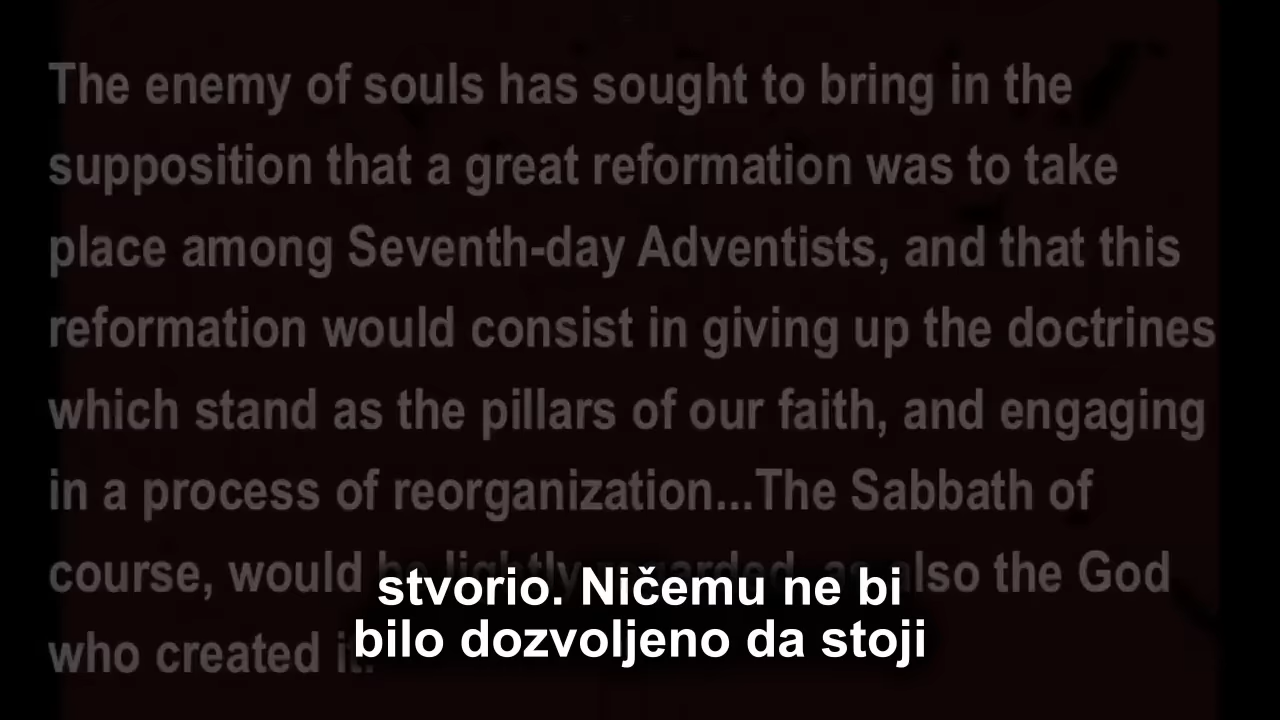 The enemy of souls has sought to bring in the
supposition that a great reformation was to take
place among Seventh-day Adventists, and that this
reformation would consist in giving up the doctrines
which stand as the pillars of our faith, and engaging
in a process of reorganization...The Sabbath of
course, would be lightly regarded, as also the God
who created it.
stvorio. Ničemu ne bi
bilo dozvoljeno da stoji